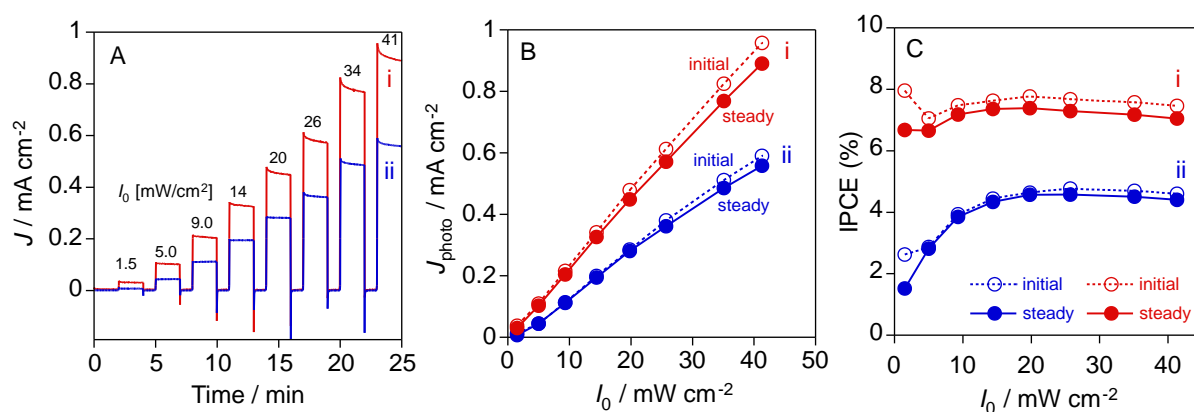 A
J / mA cm-2
1
0.8
0.6
0.4
0.2
0
I0 [mW/cm2]
1.5
5.0
9.0
14
20
26
34
41
i
ii
0 5 10 15 20 25
Time / min
B
Jphoto / mA cm-2
1
0.8
0.6
0.4
0.2
0
initial
i
steady
initial
ii
steady
0 10 20 30 40 50
I0 / mW cm-2
C
IPCE (%)
10
8
6
4
2
0
i
ii
initial initial
steady steady
0 10 20 30 40
I0 / mW cm-2